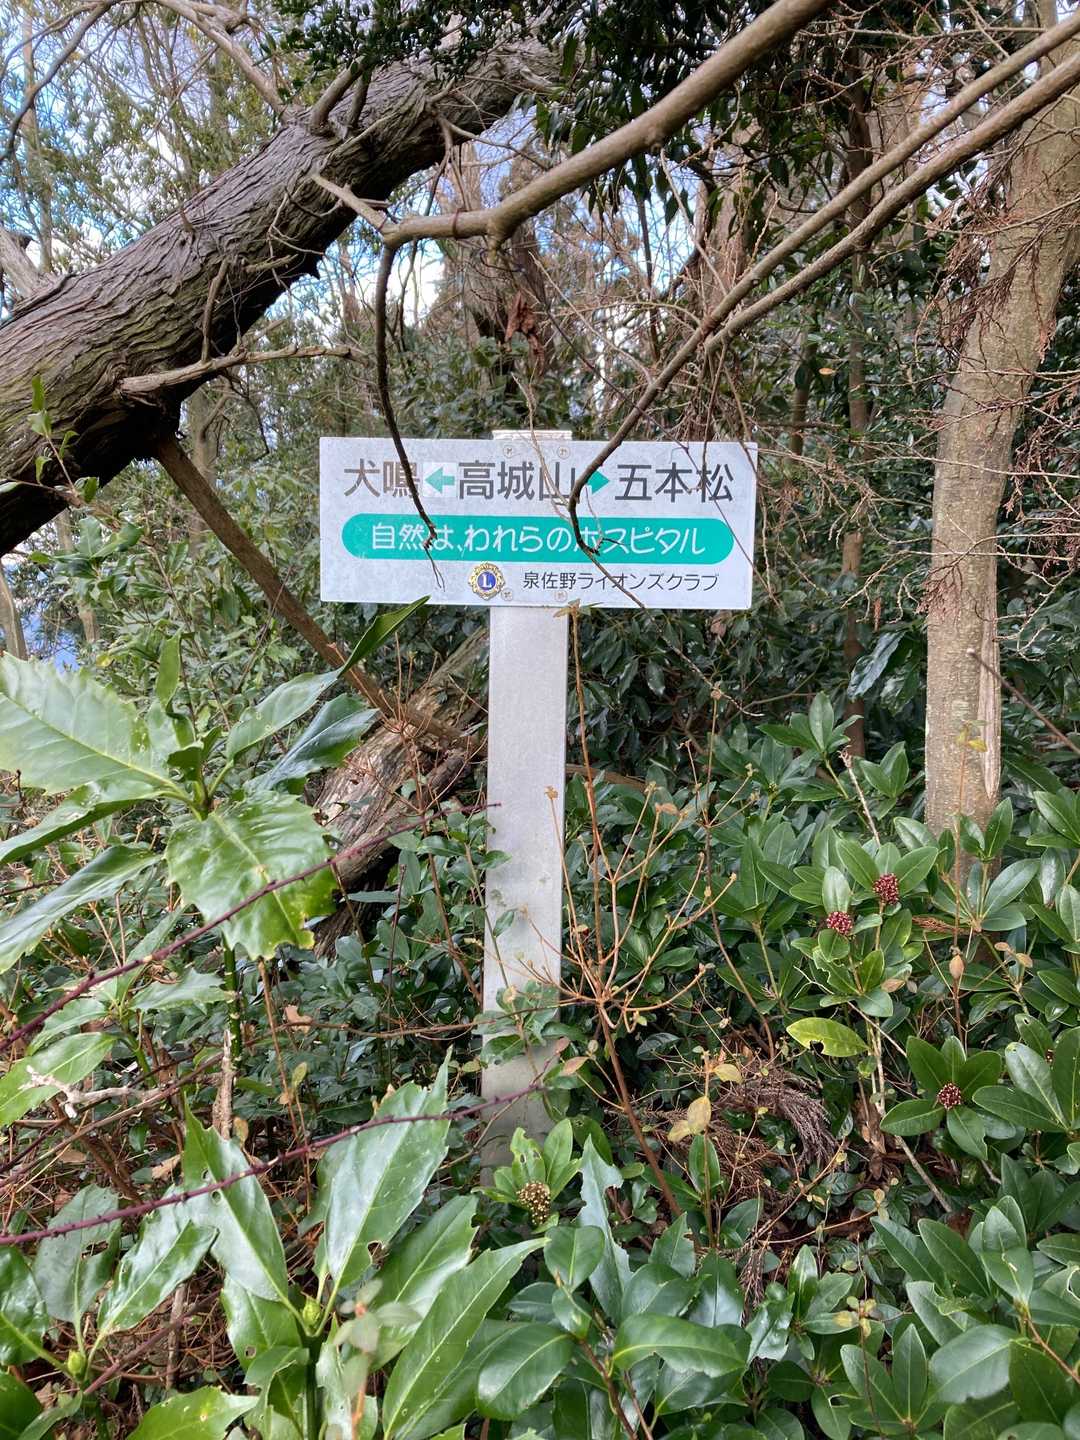 犬鳴←高城山→五本松
自然は、われらのホスピタル
L 泉佐野ライオンズクラブ